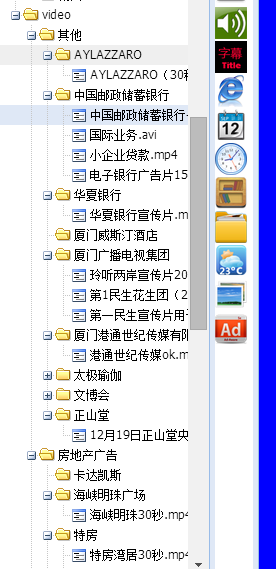 video
其他
AYLAZZARO
AYLAZZARO（30秒
中国邮政储蓄银行
中国邮政储蓄银行-
国际业务.avi
小企业贷款.mp4
电子银行广告片15
华夏银行
华夏银行宣传片.m
厦门威斯汀酒店
厦门广播电视集团
玲听两岸宣传片20
第1民生花生团（2
第一民生宣传片用于
厦门港通世纪传媒有限
港通世纪传媒ok.m
太极瑜伽
文博会
正山堂
12月19日正山堂央
房地产广告
卡达凯斯
海峡明珠广场
海峡明珠30秒.mp4
特房
特房湾居30秒.mp4
字幕
Title
SEP
12
23°C
Ad